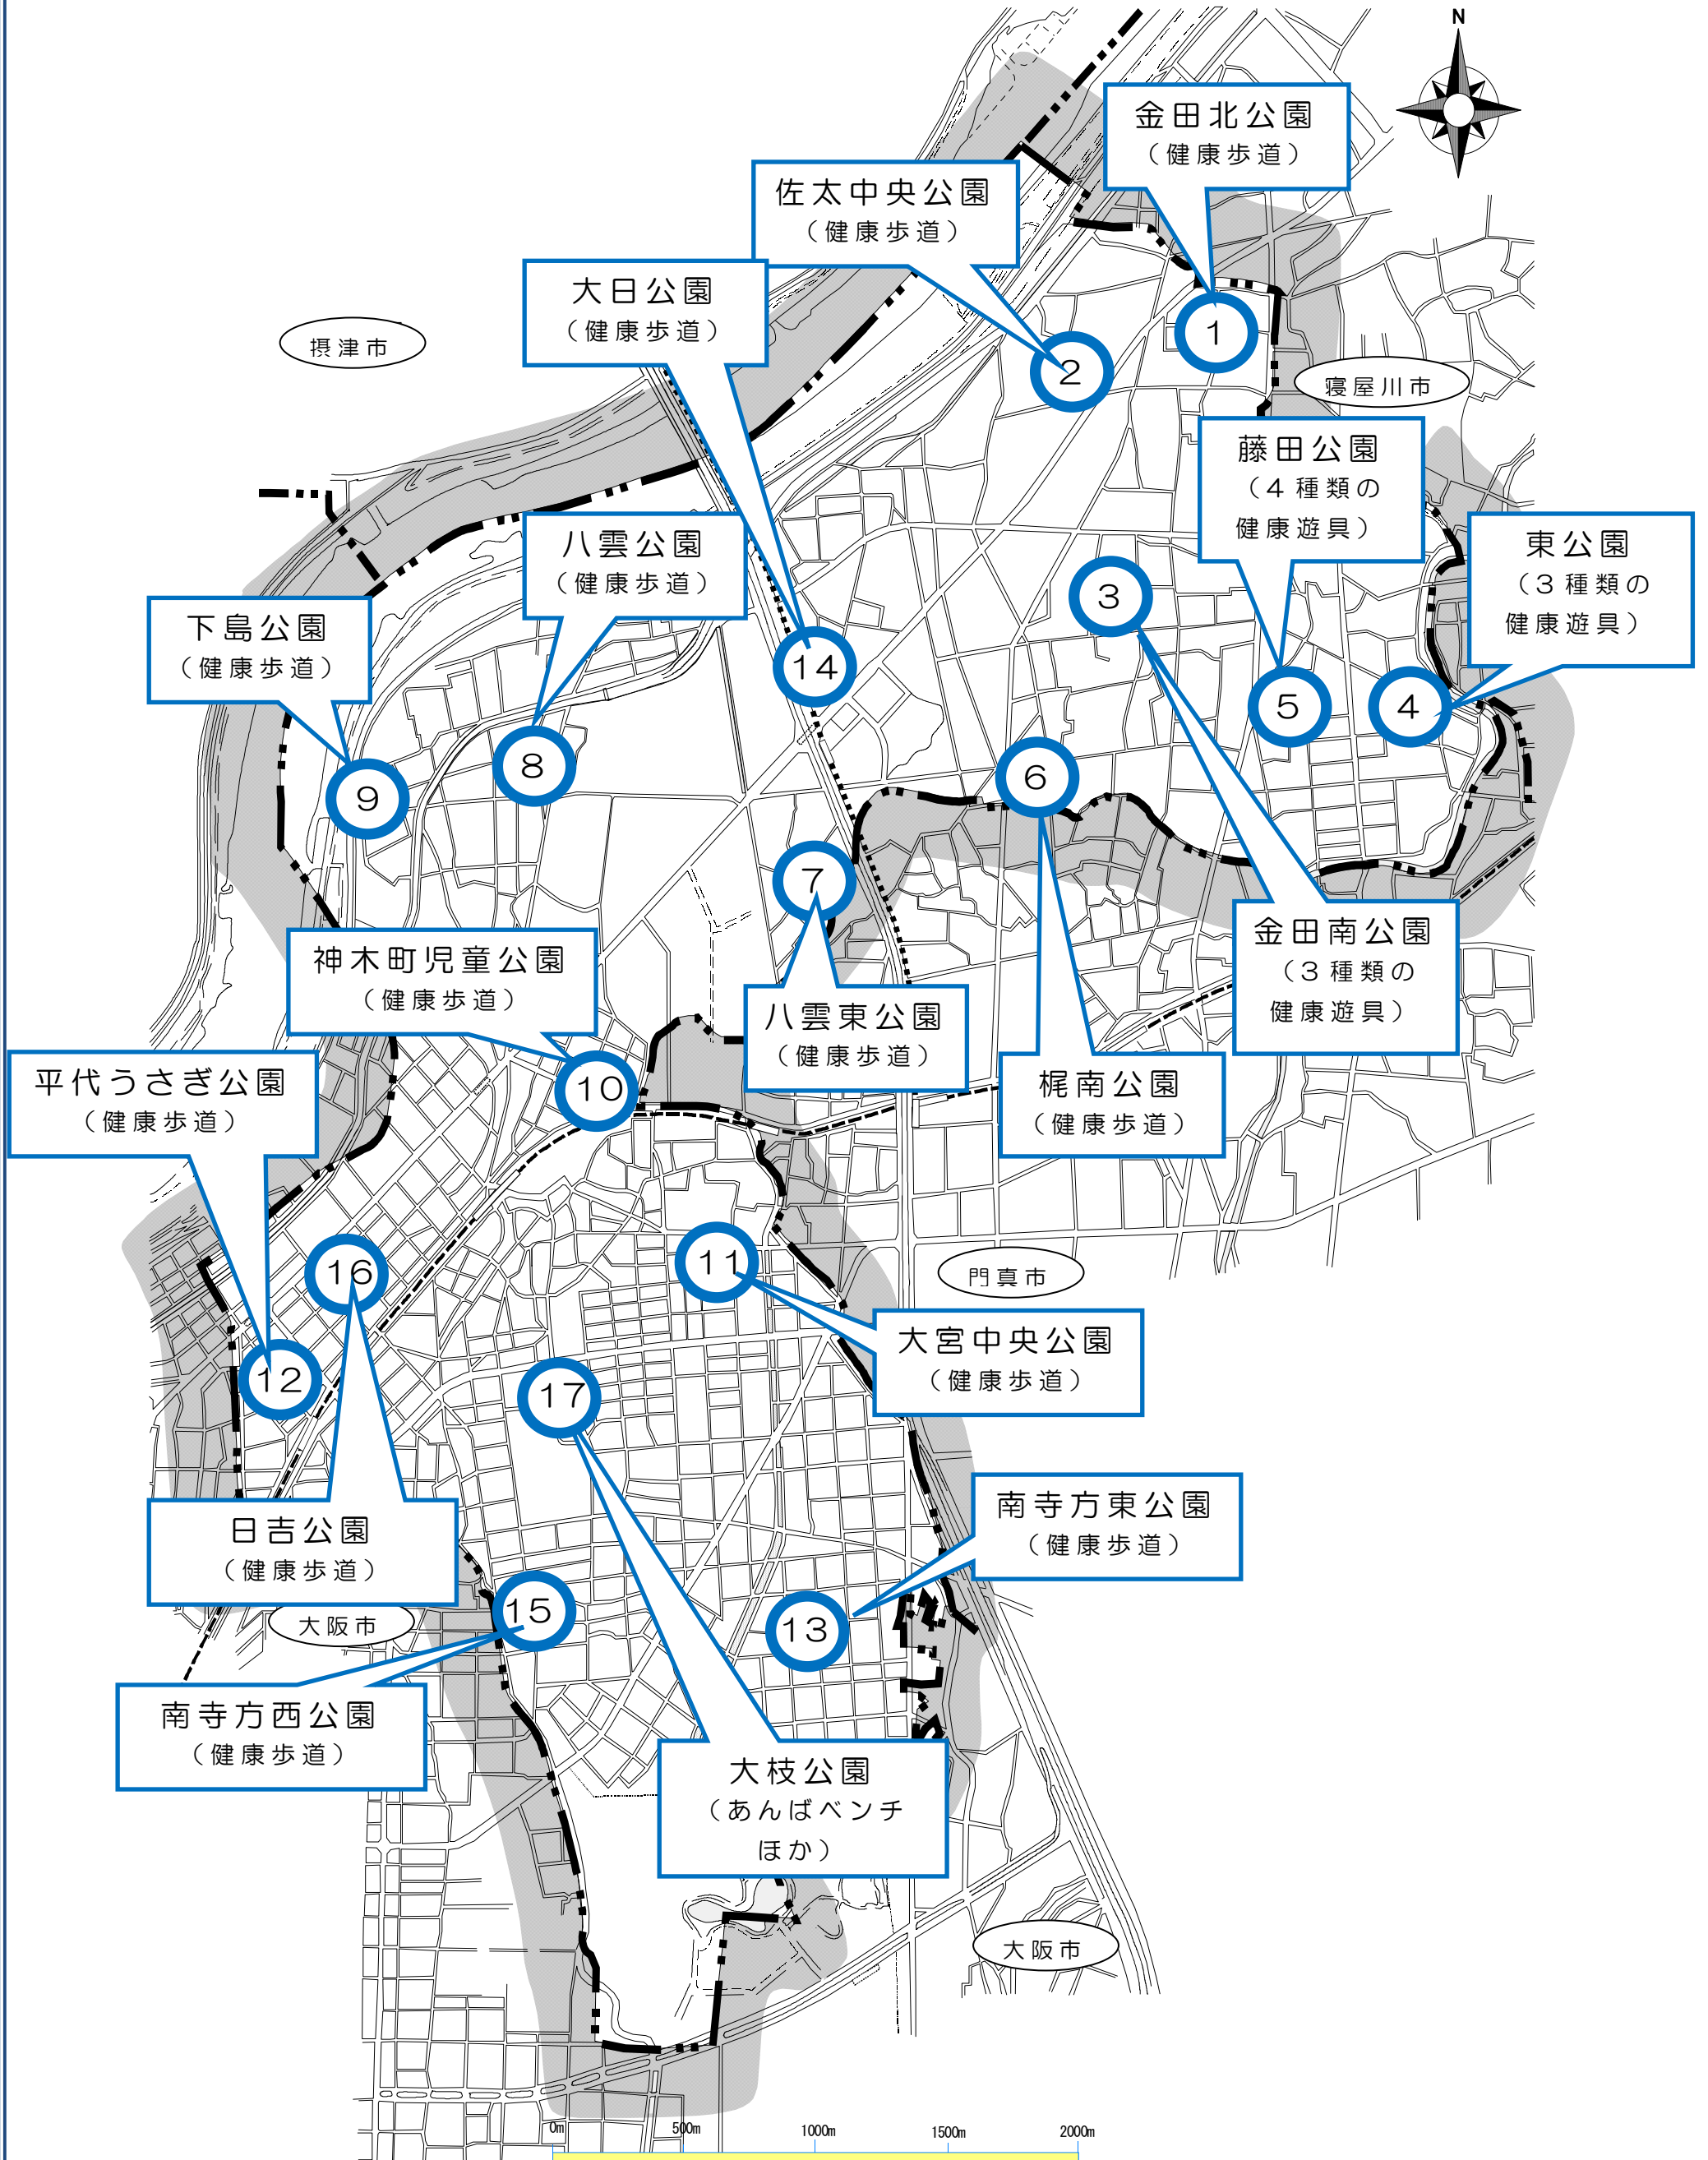 N
金田北公園
（健康歩道）
佐太中央公園
（健康歩道）
大日公園
（健康歩道）
摂津市
1
2
寝屋川市
藤田公園
（4種類の
健康遊具）
東公園
（3種類の
健康遊具）
八雲公園
（健康歩道）
3
下島公園
（健康歩道）
14
5
4
8
6
9
7
金田南公園
（3種類の
健康遊具）
神木町児童公園
（健康歩道）
八雲東公園
（健康歩道）
10
梶南公園
（健康歩道）
平代うさぎ公園
（健康歩道）
16
11
門真市
大宮中央公園
（健康歩道）
12
17
南寺方東公園
（健康歩道）
日吉公園
（健康歩道）
15
13
大阪市
南寺方西公園
（健康歩道）
大枝公園
（あんばベンチ
ほか）
大阪市
0m
500m
1000m
1500m
2000m